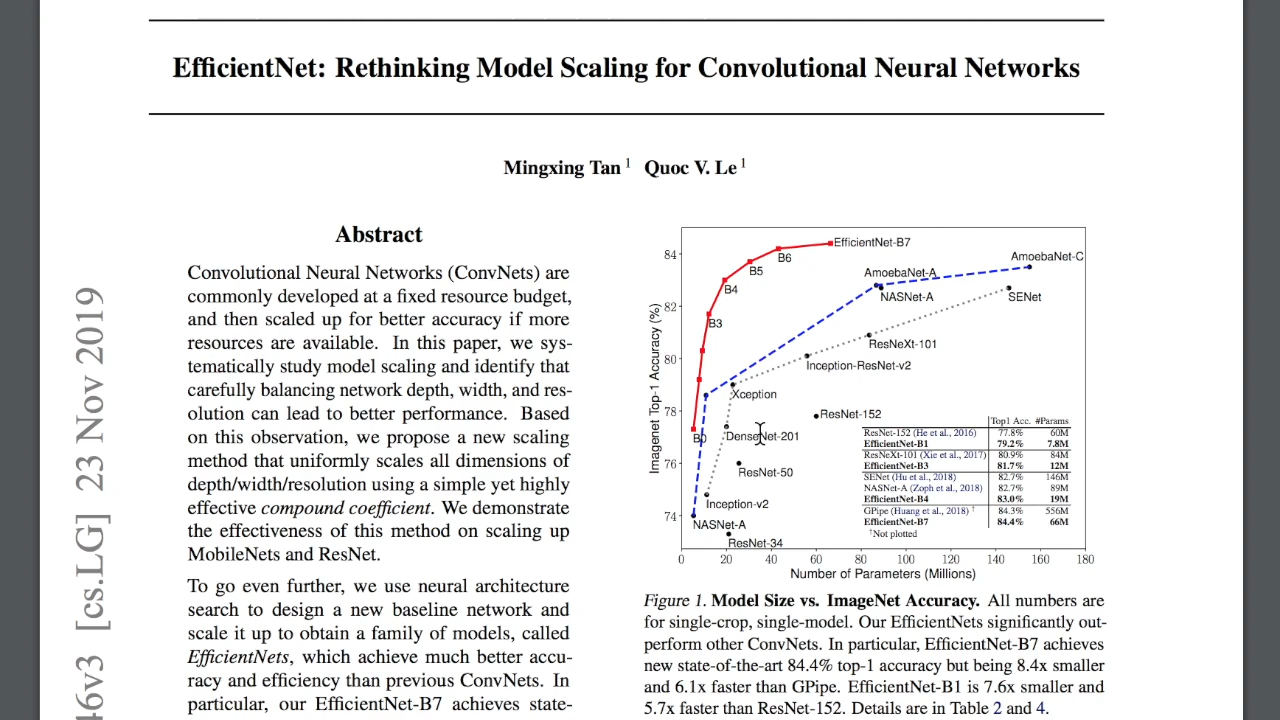 EfficientNet: Rethinking Model Scaling for Convolutional Neural Networks
Mingxing Tan 1 Quoc V. Le 1
Abstract
Convolutional Neural Networks (ConvNets) are
commonly developed at a fixed resource budget,
and then scaled up for better accuracy if more
resources are available. In this paper, we sys-
tematically study model scaling and identify that
carefully balancing network depth, width, and res-
olution can lead to better performance. Based
on this observation, we propose a new scaling
method that uniformly scales all dimensions of
depth/width/resolution using a simple yet highly
effective compound coefficient. We demonstrate
the effectiveness of this method on scaling up
MobileNets and ResNet.
To go even further, we use neural architecture
search to design a new baseline network and
scale it up to obtain a family of models, called
EfficientNets, which achieve much better accu-
racy and efficiency than previous ConvNets. In
particular, our EfficientNet-B7 achieves state-
46v3 [cs.LG] 23 Nov 2019
Imagenet Top-1 Accuracy (%)
84
82
80
78
76
74
EfficientNet-B7
B6
B5
B4
B3
B0
AmoebaNet-C
AmoebaNet-A
NASNet-A
SENet
ResNeXt-101
Inception-ResNet-v2
Xception
ResNet-152
DenseNet-201
ResNet-50
Inception-v2
NASNet-A
ResNet-34
Top1 Acc. #Params
ResNet-152 (He et al., 2016) 77.8% 60M
EfficientNet-B1 79.2% 7.8M
ResNeXt-101 (Xie et al., 2017) 80.9% 84M
EfficientNet-B3 81.7% 12M
SENet (Hu et al., 2018) 82.7% 146M
NASNet-A (Zoph et al., 2018) 82.7% 89M
EfficientNet-B4 83.0% 19M
GPipe (Huang et al., 2018) † 84.3% 556M
EfficientNet-B7 84.4% 66M
†Not plotted
0 20 40 60 80 100 120 140 160 180
Number of Parameters (Millions)
Figure 1. Model Size vs. ImageNet Accuracy. All numbers are
for single-crop, single-model. Our EfficientNets significantly out-
perform other ConvNets. In particular, EfficientNet-B7 achieves
new state-of-the-art 84.4% top-1 accuracy but being 8.4x smaller
and 6.1x faster than GPipe. EfficientNet-B1 is 7.6x smaller and
5.7x faster than ResNet-152. Details are in Table 2 and 4.